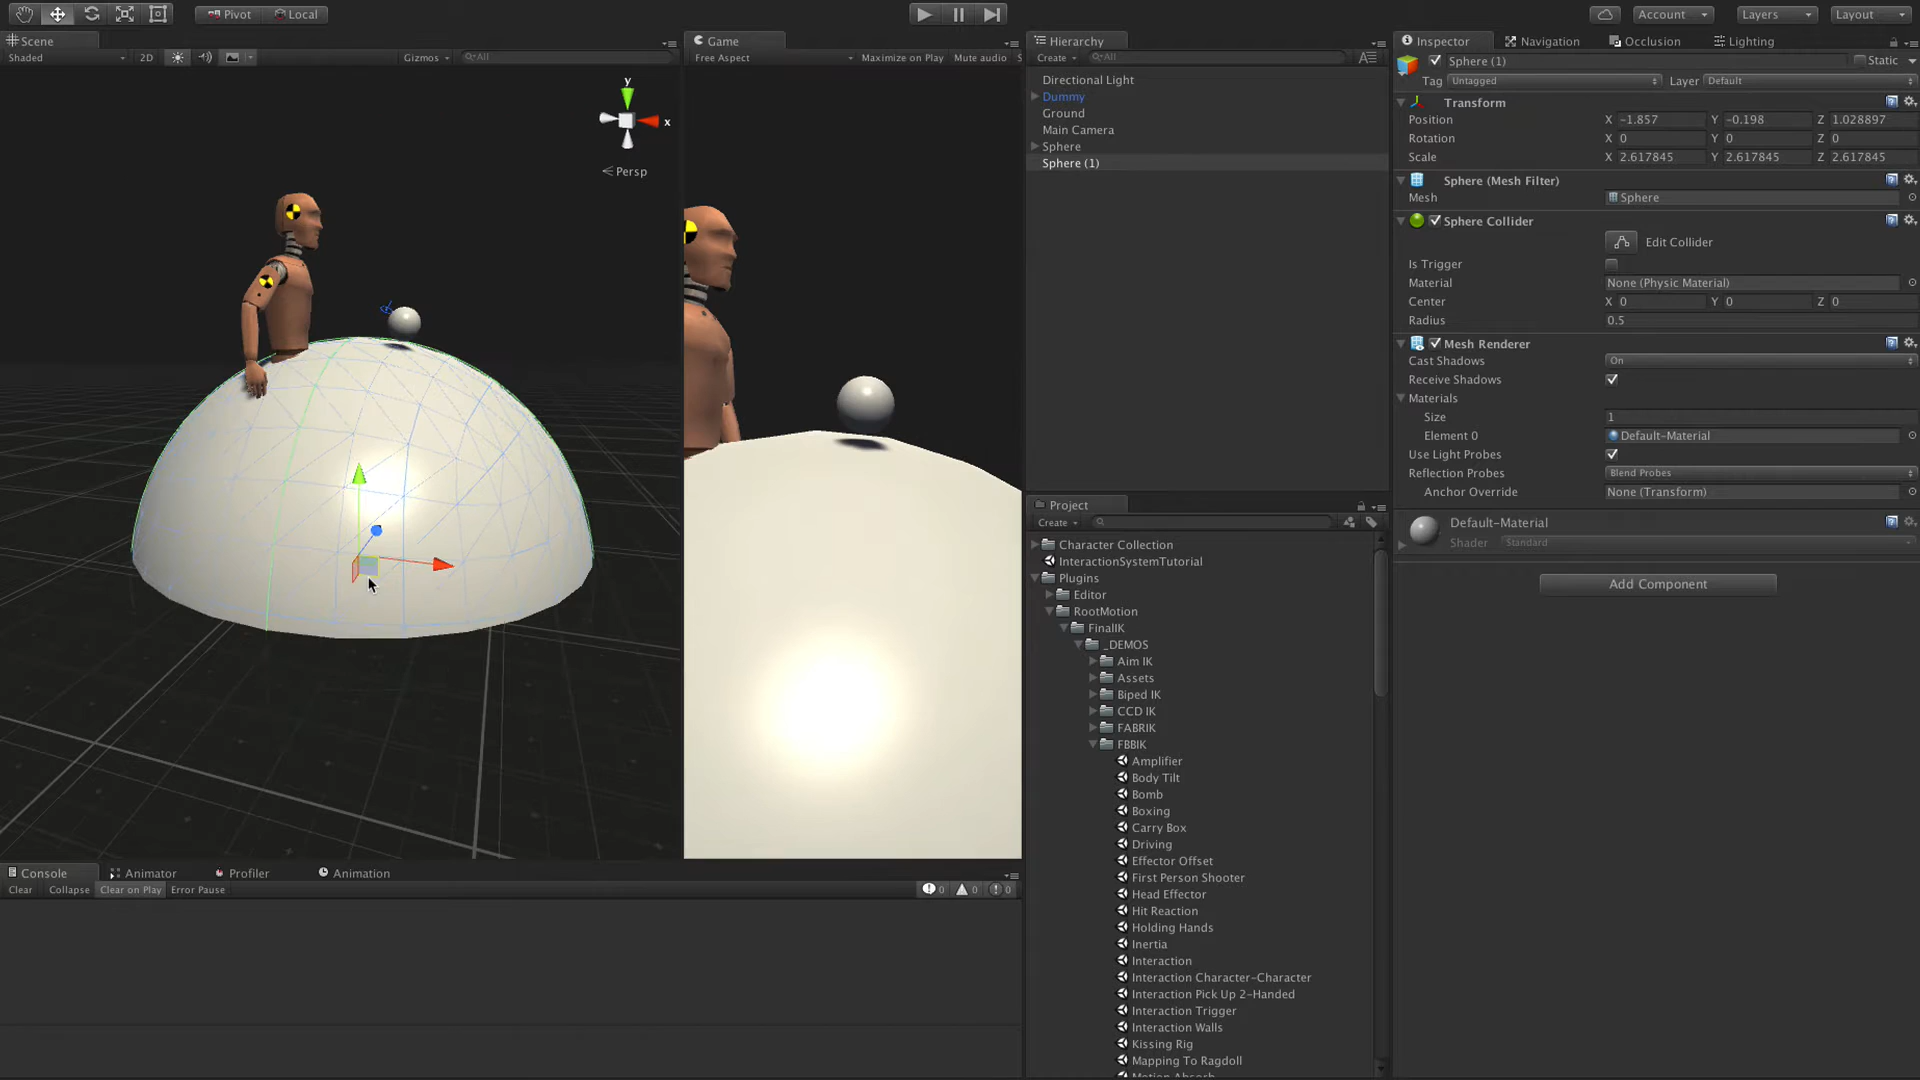 Pivot
Local
Account
Layers
Layout
Scene
Shaded
2D
Gizmos
All
y
x
Persp
Game
Free Aspect
Maximize on Play
Mute audio
S
Hierarchy
Create
All
Directional Light
Dummy
Ground
Main Camera
Sphere
Sphere (1)
Project
Create
Character Collection
InteractionSystemTutorial
Plugins
Editor
RootMotion
FinalIK
_DEMOS
Aim IK
Assets
Biped IK
CCD IK
FABRIK
FBBIK
Amplifier
Body Tilt
Bomb
Boxing
Carry Box
Driving
Effector Offset
First Person Shooter
Head Effector
Hit Reaction
Holding Hands
Inertia
Interaction
Interaction Character-Character
Interaction Pick Up 2-Handed
Interaction Trigger
Interaction Walls
Kissing Rig
Mapping To Ragdoll
Inspector
Navigation
Occlusion
Lighting
Sphere (1)
Static
Tag Untagged
Layer Default
Transform
Position X -1.857 Y -0.198 Z 1.028897
Rotation X 0 Y 0 Z 0
Scale X 2.617845 Y 2.617845 Z 2.617845
Sphere (Mesh Filter)
Mesh Sphere
Sphere Collider
Edit Collider
Is Trigger
Material None (Physic Material)
Center X 0 Y 0 Z 0
Radius 0.5
Mesh Renderer
Cast Shadows On
Receive Shadows
Materials
Size 1
Element 0 Default-Material
Use Light Probes
Reflection Probes Blend Probes
Anchor Override None (Transform)
Default-Material
Shader Standard
Add Component
Console
Animator
Profiler
Animation
Clear
Collapse
Clear on Play
Error Pause
0
0
0